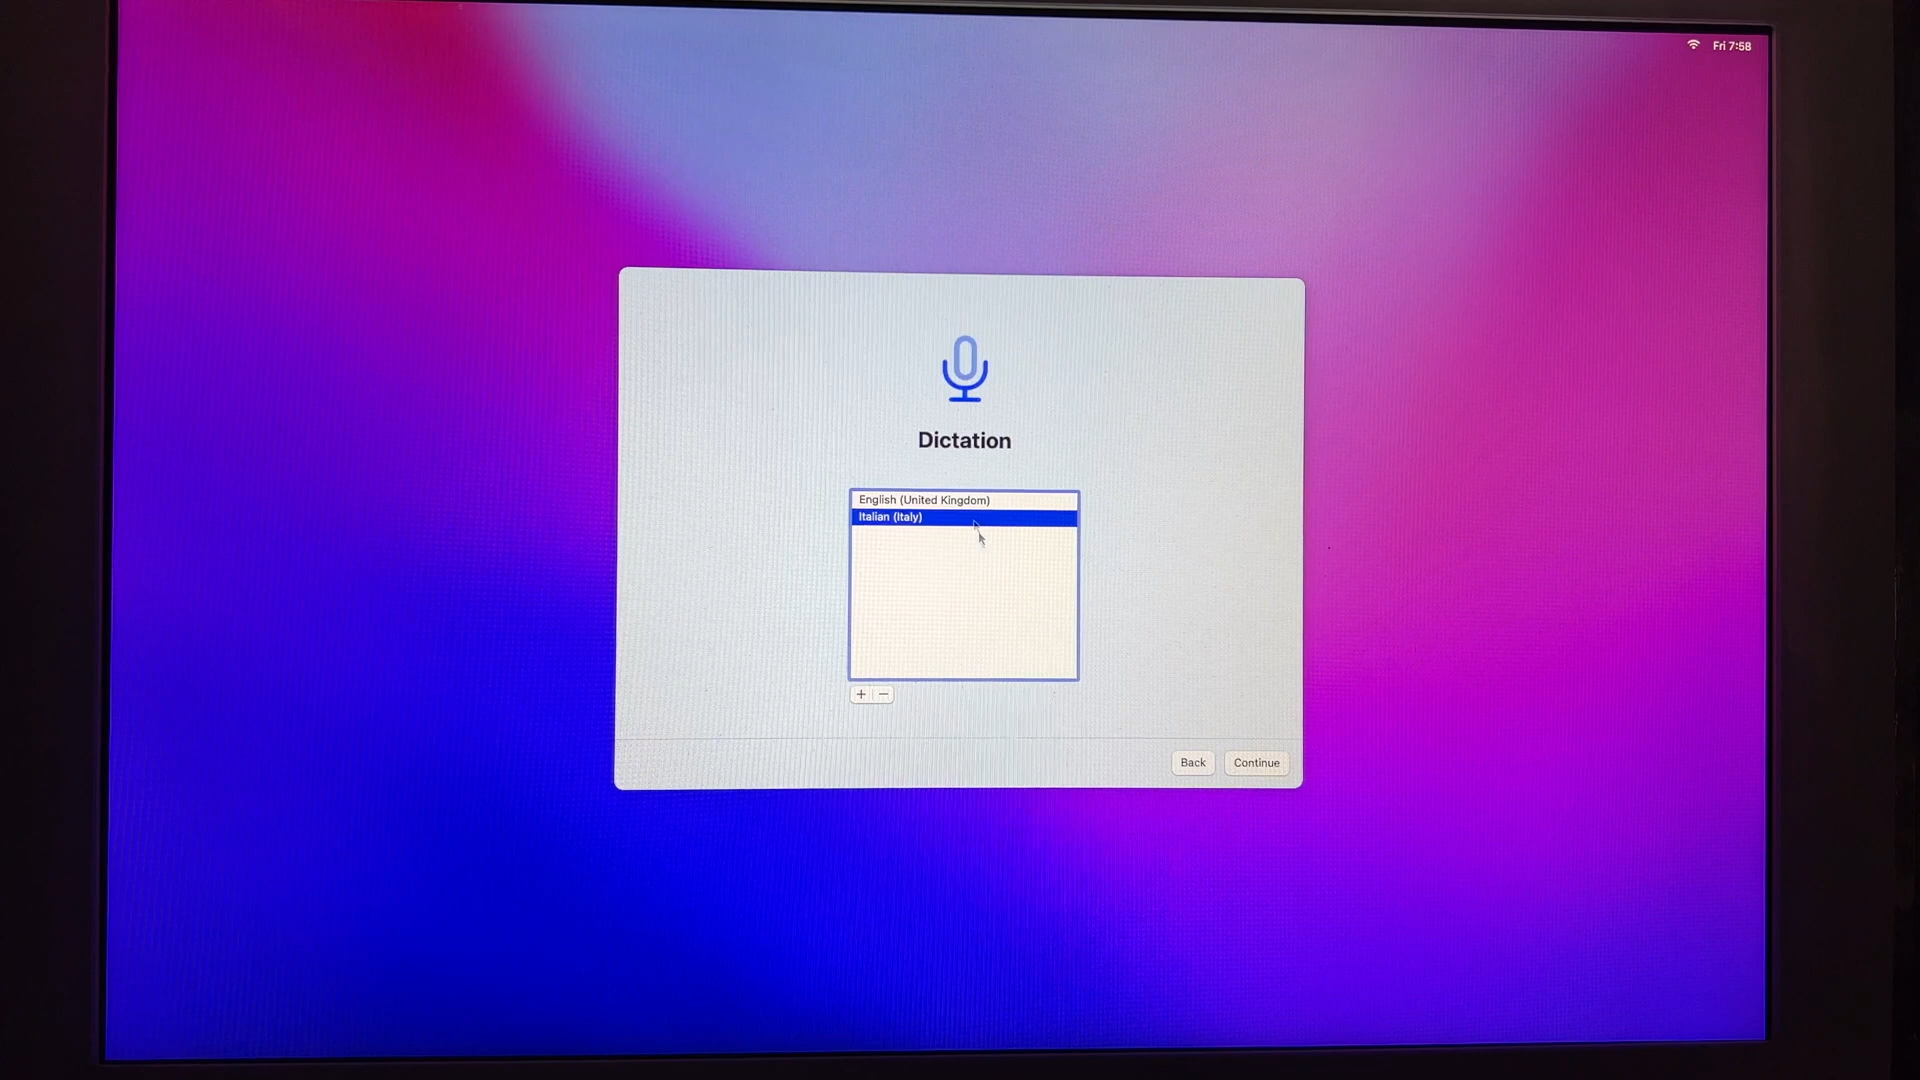 Fri 7:58
Dictation
English (United Kingdom)
Italian (Italy)
+ −
Back Continue